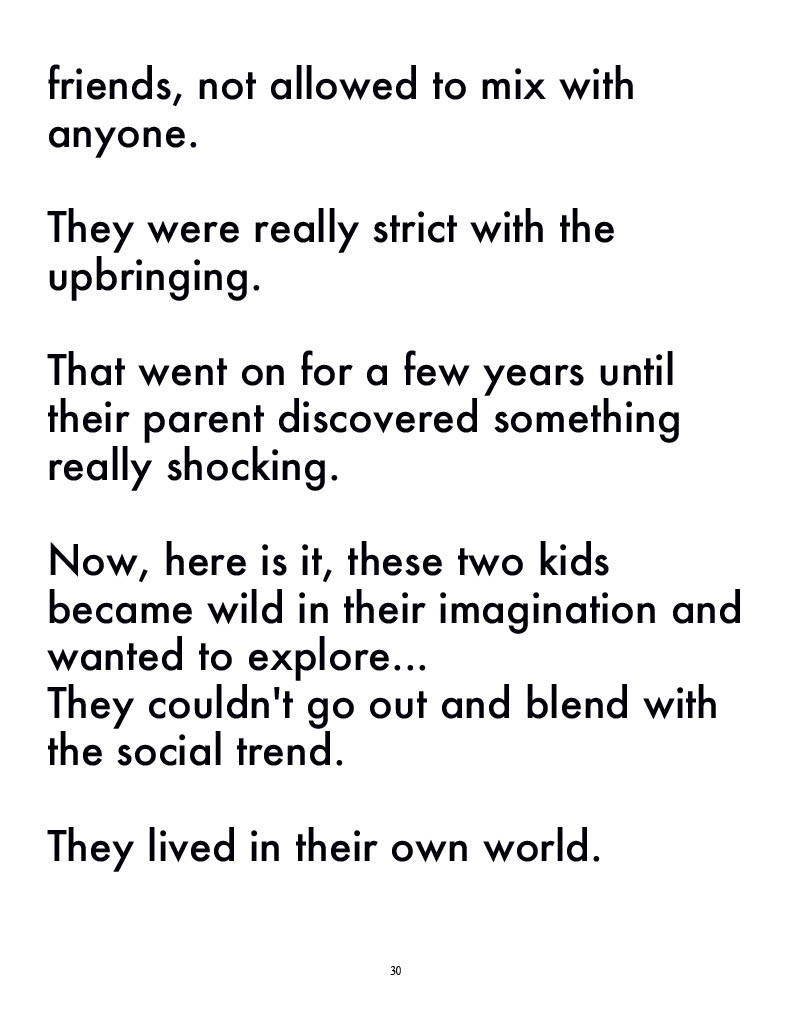 friends, not allowed to mix with
anyone.
They were really strict with the
upbringing.
That went on for a few years until
their parent discovered something
really shocking.
Now, here is it, these two kids
became wild in their imagination and
wanted to explore...
They couldn't go out and blend with
the social trend.
They lived in their own world.
30